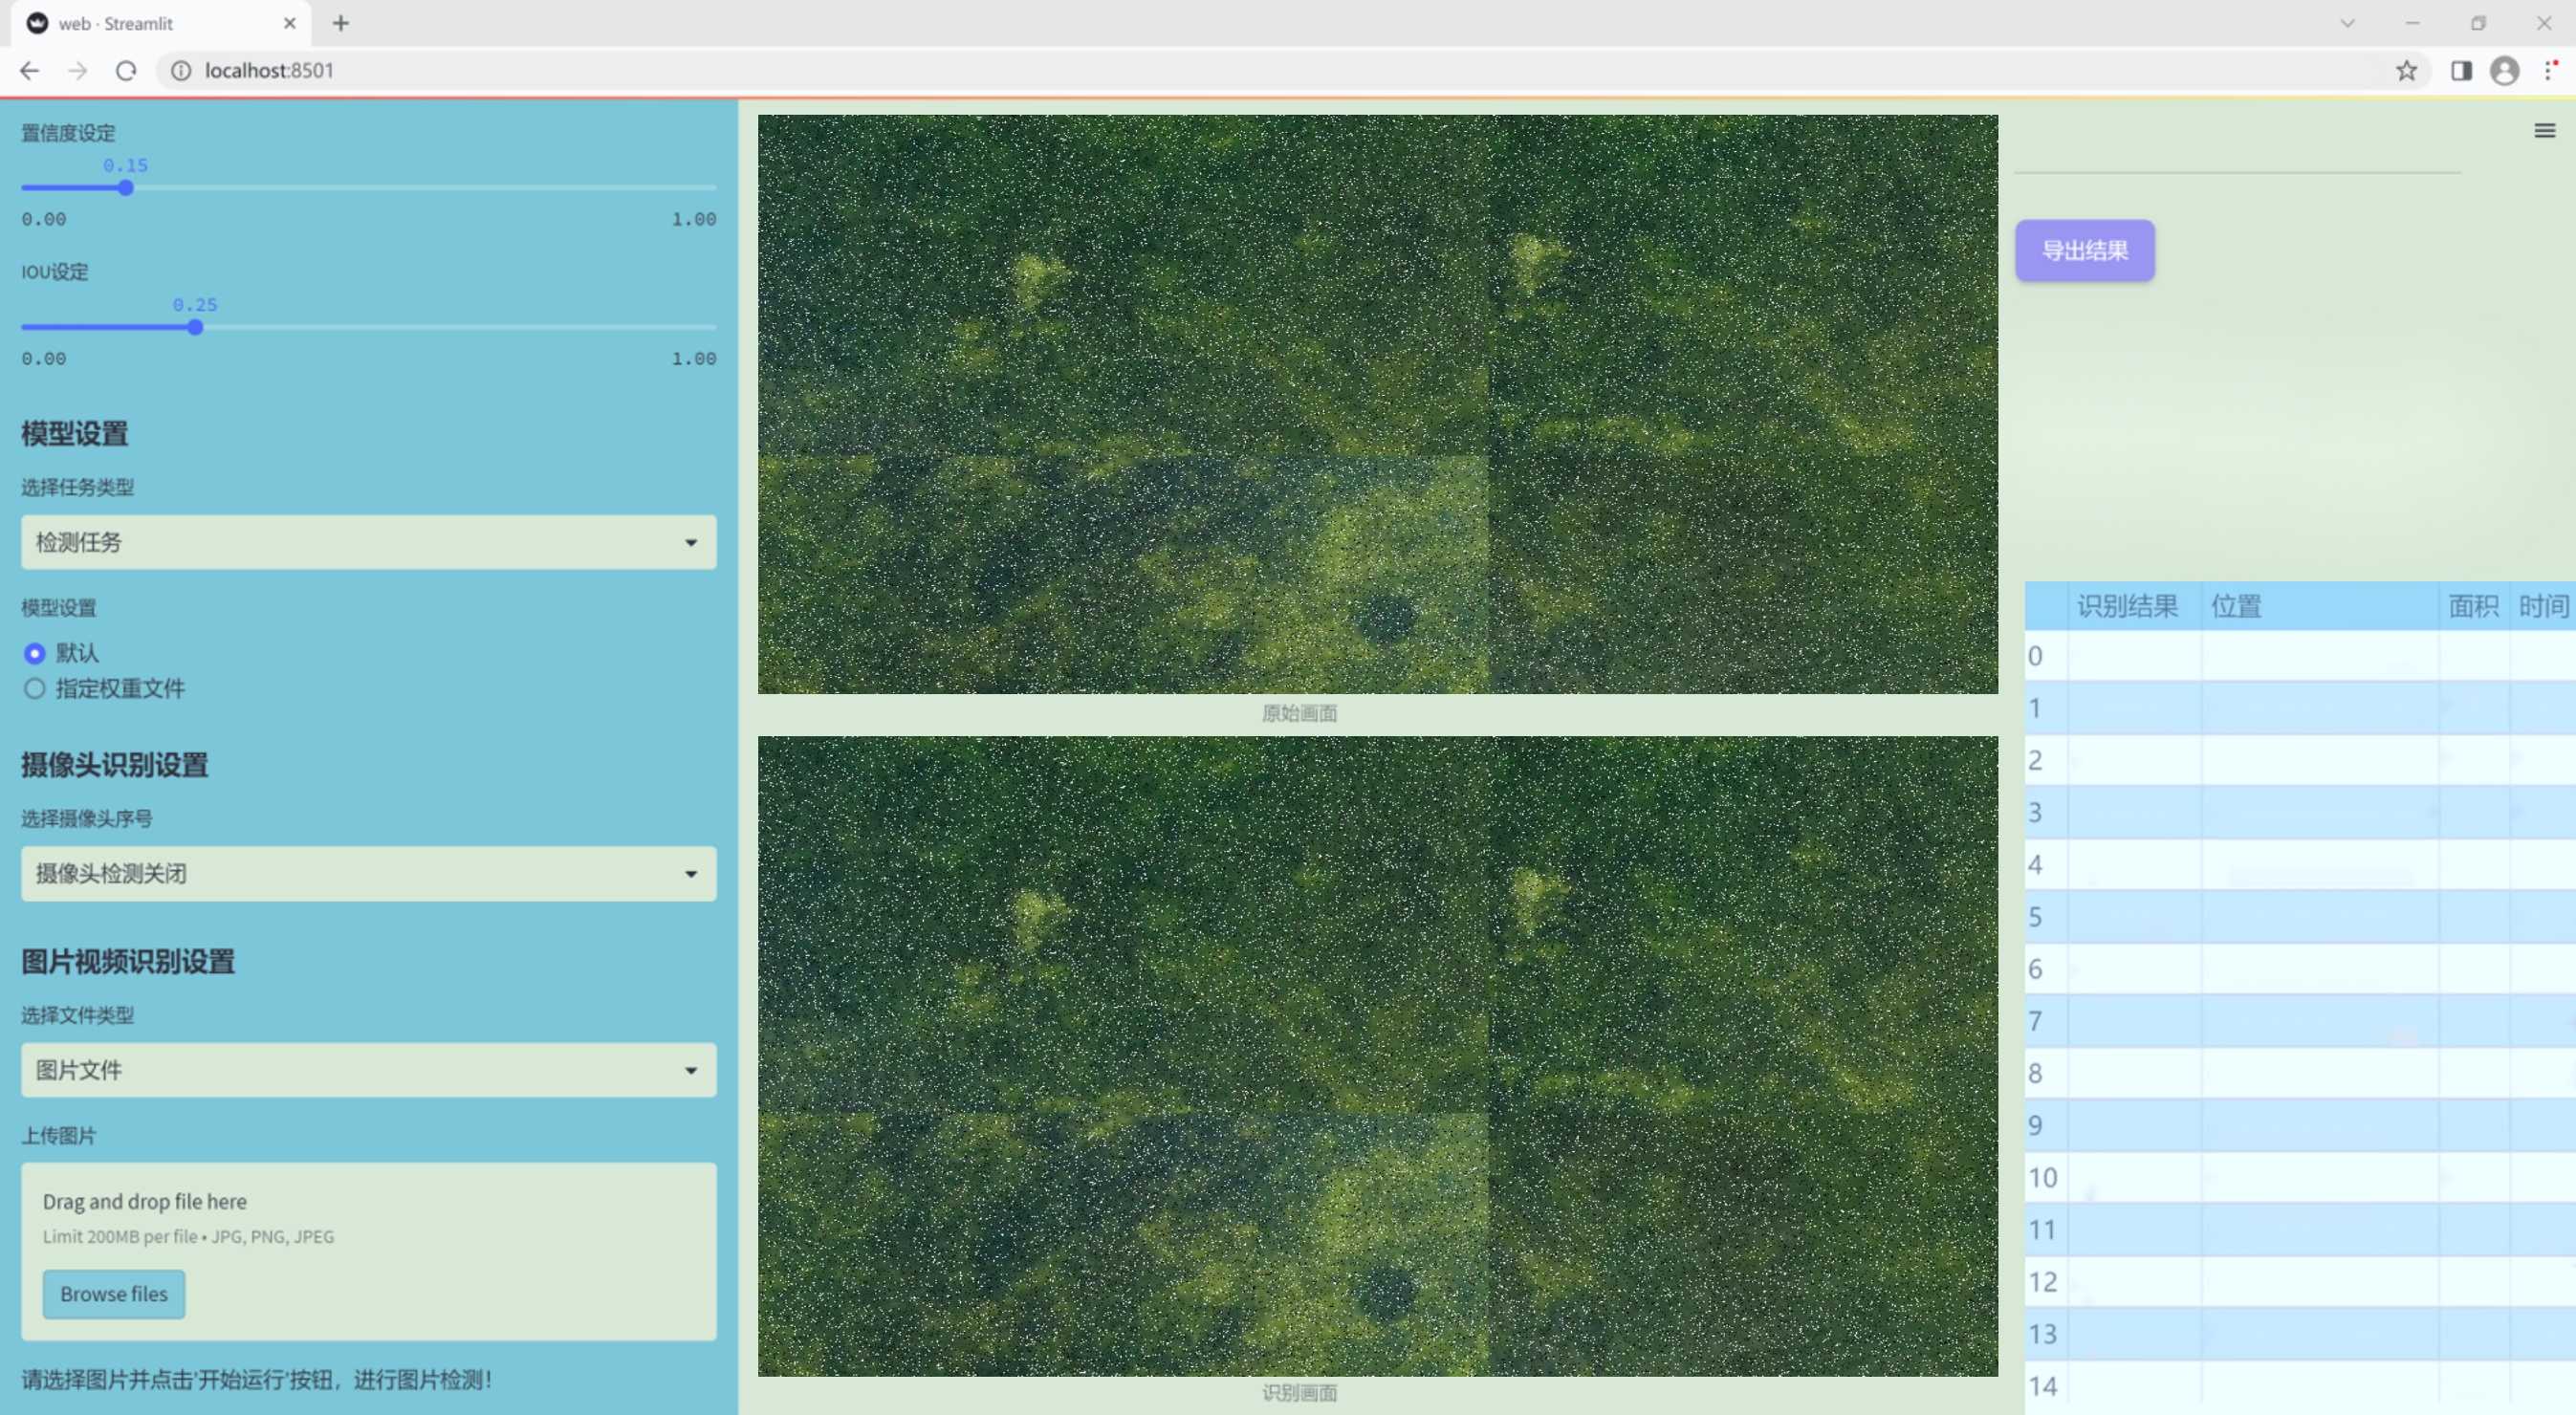 web · Streamlit
localhost:8501
置信度设定
0.15
0.00 1.00
IOU设定
0.25
0.00 1.00
模型设置
选择任务类型
检测任务
模型设置
默认
指定权重文件
摄像头识别设置
选择摄像头序号
摄像头检测关闭
图片视频识别设置
选择文件类型
图片文件
上传图片
Drag and drop file here
Limit 200MB per file • JPG, PNG, JPEG
Browse files
请选择图片并点击'开始运行'按钮，进行图片检测！
原始画面
识别画面
导出结果
识别结果 位置 面积 时间
0
1
2
3
4
5
6
7
8
9
10
11
12
13
14